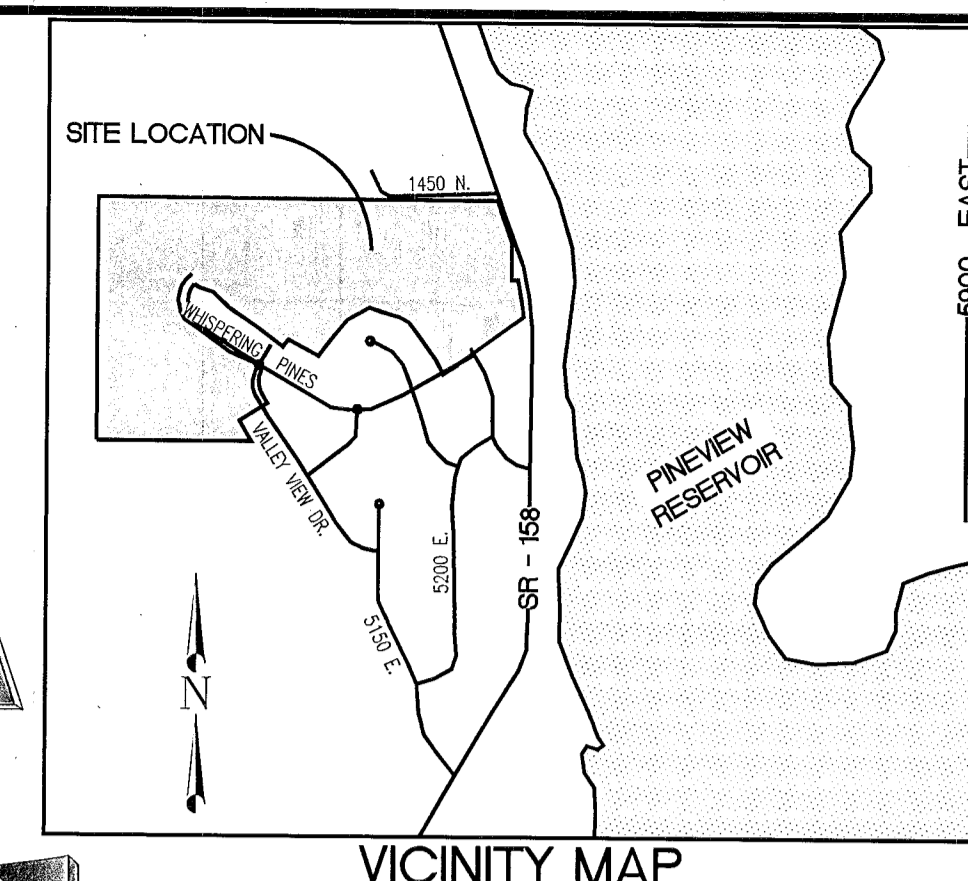 SITE LOCATION
1450 N.
5900 EAST
WHISPERING
PINES
VALLEY VIEW DR.
PINEVIEW
RESERVOIR
SR - 158
5200 E.
5150 E.
N
VICINITY MAP